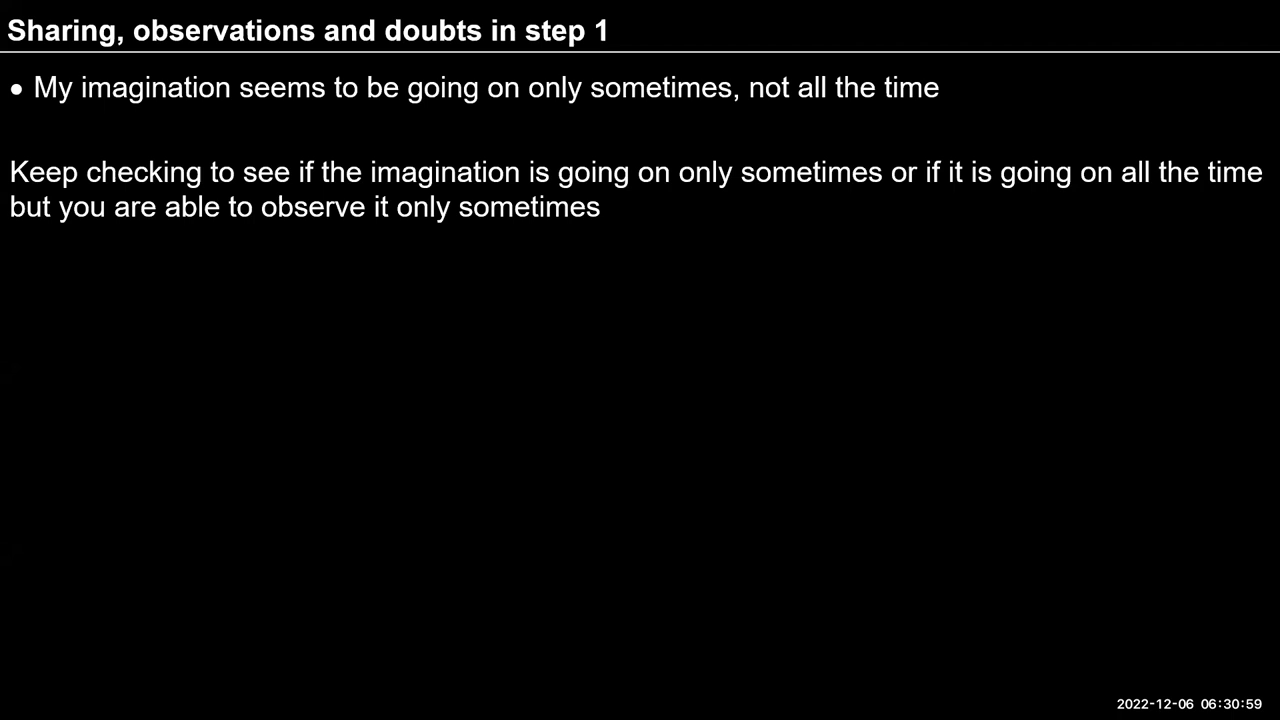 Sharing, observations and doubts in step 1
● My imagination seems to be going on only sometimes, not all the time
Keep checking to see if the imagination is going on only sometimes or if it is going on all the time
but you are able to observe it only sometimes
2022-12-06 06:30:59